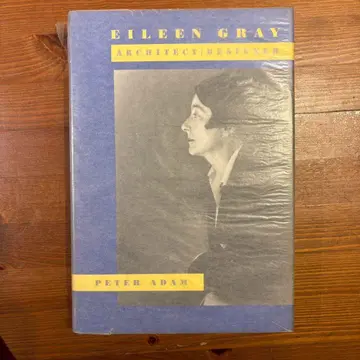 EILEEN GRAY
ARCHITECT/DESIGNER
PETER ADAM